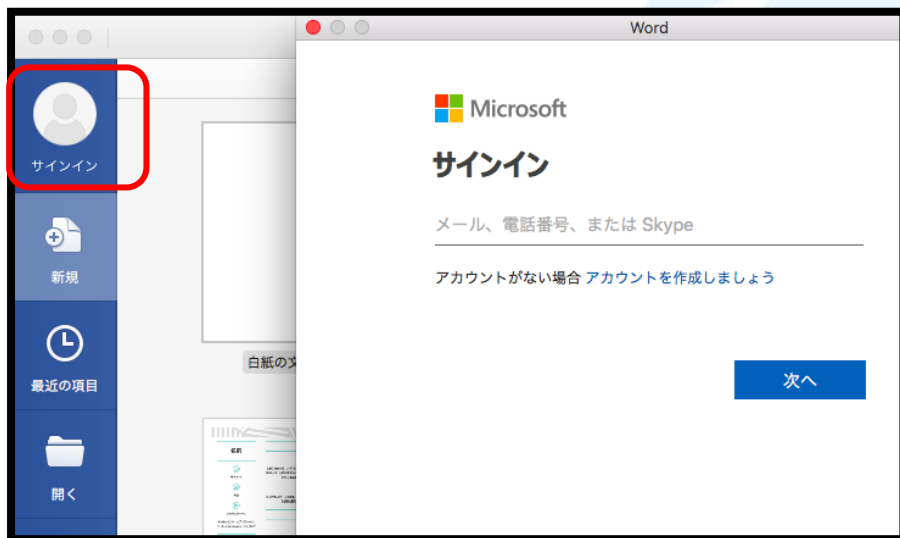 Word
サインイン
新規
最近の項目
開く
白紙の文
名前
Microsoft
サインイン
メール、電話番号、または Skype
アカウントがない場合 アカウントを作成しましょう
次へ